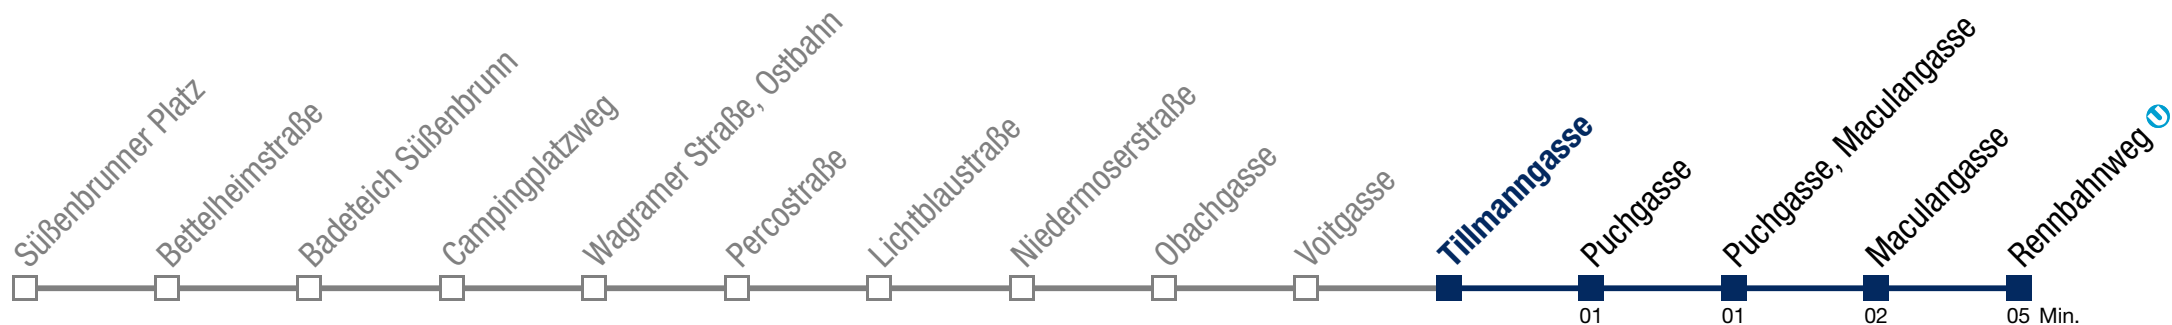 Süßenbrunner Platz
Bettelheimstraße
Badeteich Süßenbrunn
Campingplatzweg
Wagramer Straße, Ostbahn
Percostraße
Lichtblaustraße
Niedermoserstraße
Obachgasse
Voitgasse
Tillmanngasse
Puchgasse
Puchgasse, Maculangasse
Maculangasse
Rennbahnweg U
01
01
02
05 Min.